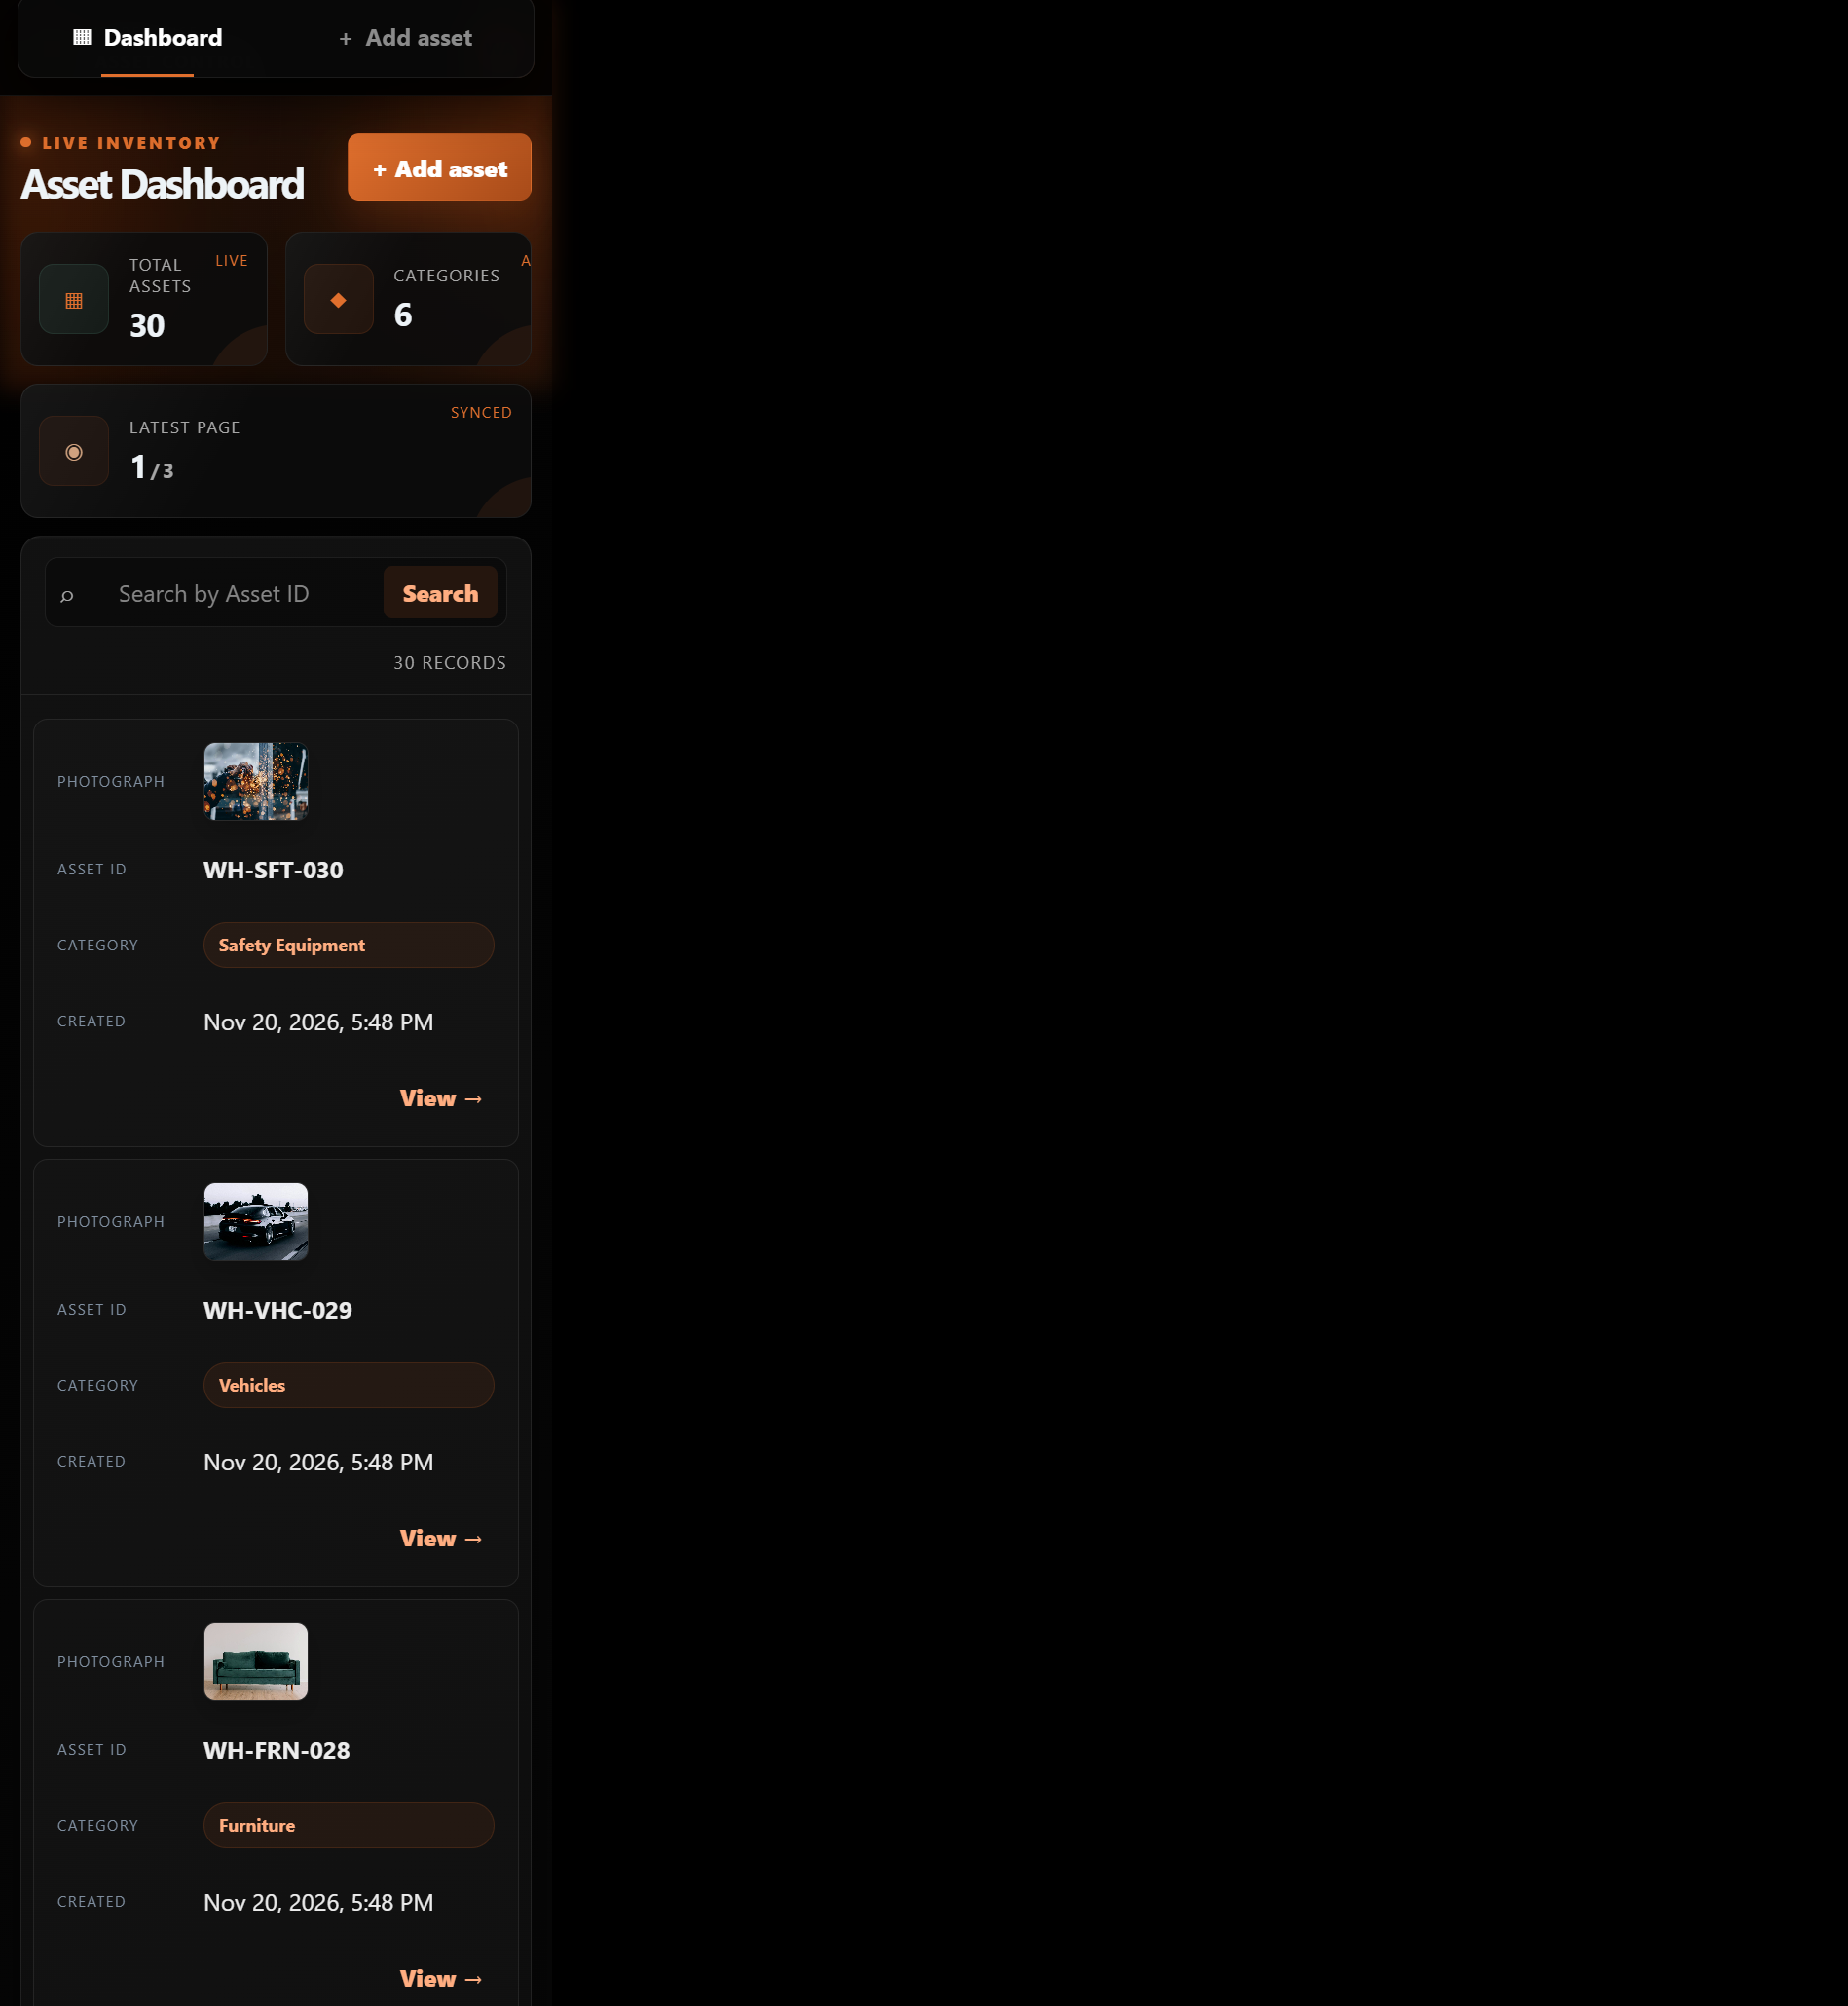 Dashboard
+ Add asset
LIVE INVENTORY
Asset Dashboard
+ Add asset
TOTAL ASSETS
LIVE
30
CATEGORIES
A
6
LATEST PAGE
SYNCED
1/3
Search by Asset ID
Search
30 RECORDS
PHOTOGRAPH
ASSET ID
WH-SFT-030
CATEGORY
Safety Equipment
CREATED
Nov 20, 2026, 5:48 PM
View →
PHOTOGRAPH
ASSET ID
WH-VHC-029
CATEGORY
Vehicles
CREATED
Nov 20, 2026, 5:48 PM
View →
PHOTOGRAPH
ASSET ID
WH-FRN-028
CATEGORY
Furniture
CREATED
Nov 20, 2026, 5:48 PM
View →